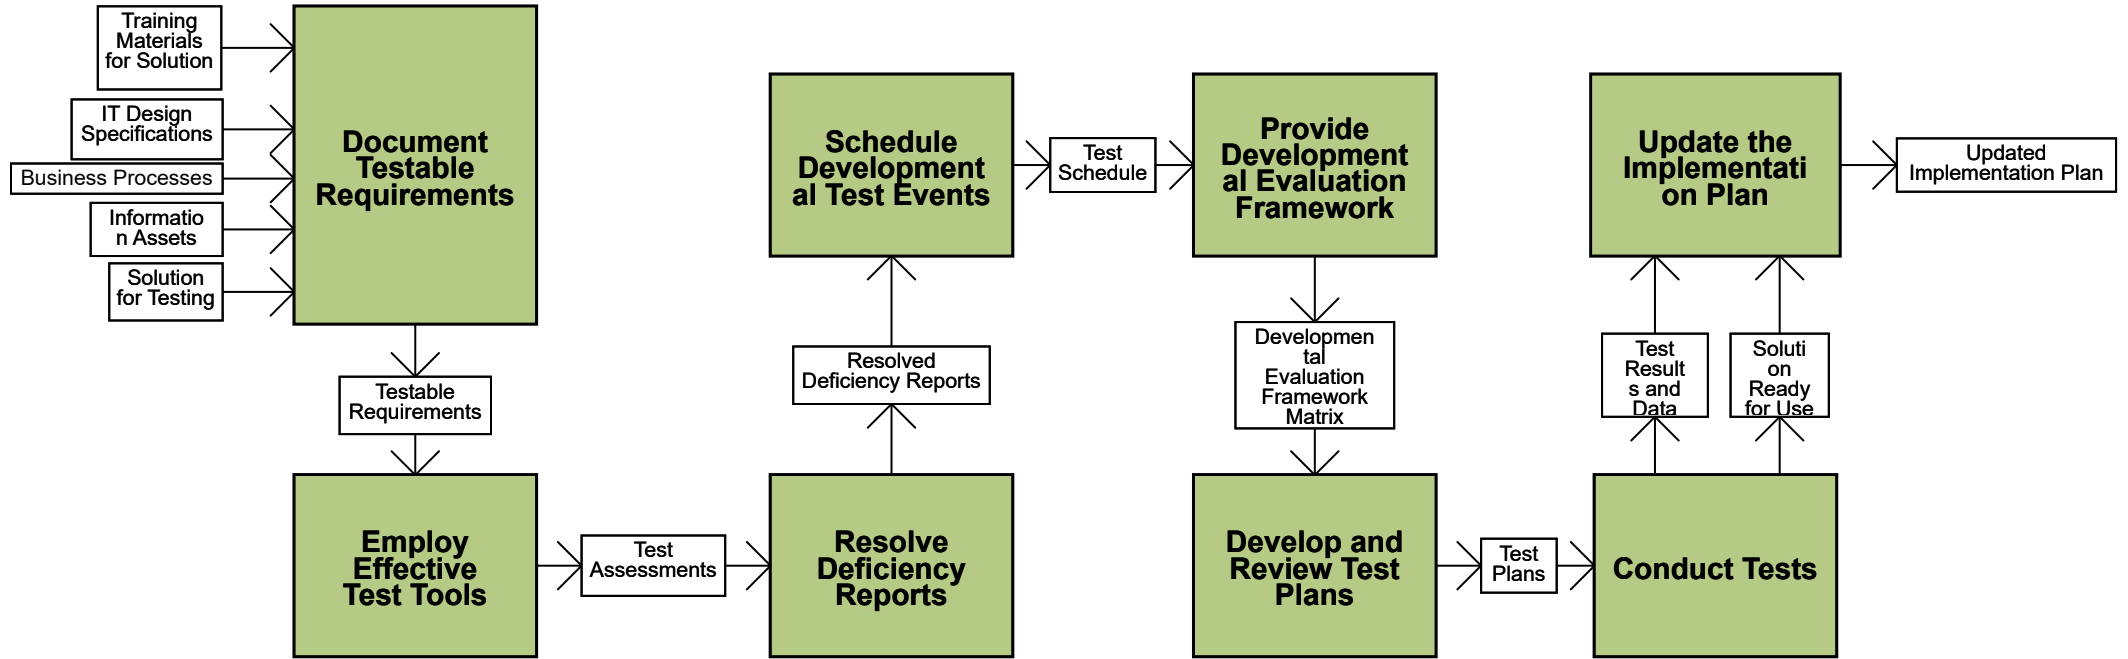 Training
Materials
for Solution
IT Design
Specifications
Business Processes
Informatio
n Assets
Solution
for Testing
Document
Testable
Requirements
Testable
Requirements
Employ
Effective
Test Tools
Test
Assessments
Resolve
Deficiency
Reports
Resolved
Deficiency Reports
Schedule
Development
al Test Events
Test
Schedule
Provide
Development
al Evaluation
Framework
Developmen
tal
Evaluation
Framework
Matrix
Develop and
Review Test
Plans
Test
Plans
Conduct Tests
Test
Result
s and
Data
Soluti
on
Ready
for Use
Update the
Implementati
on Plan
Updated
Implementation Plan